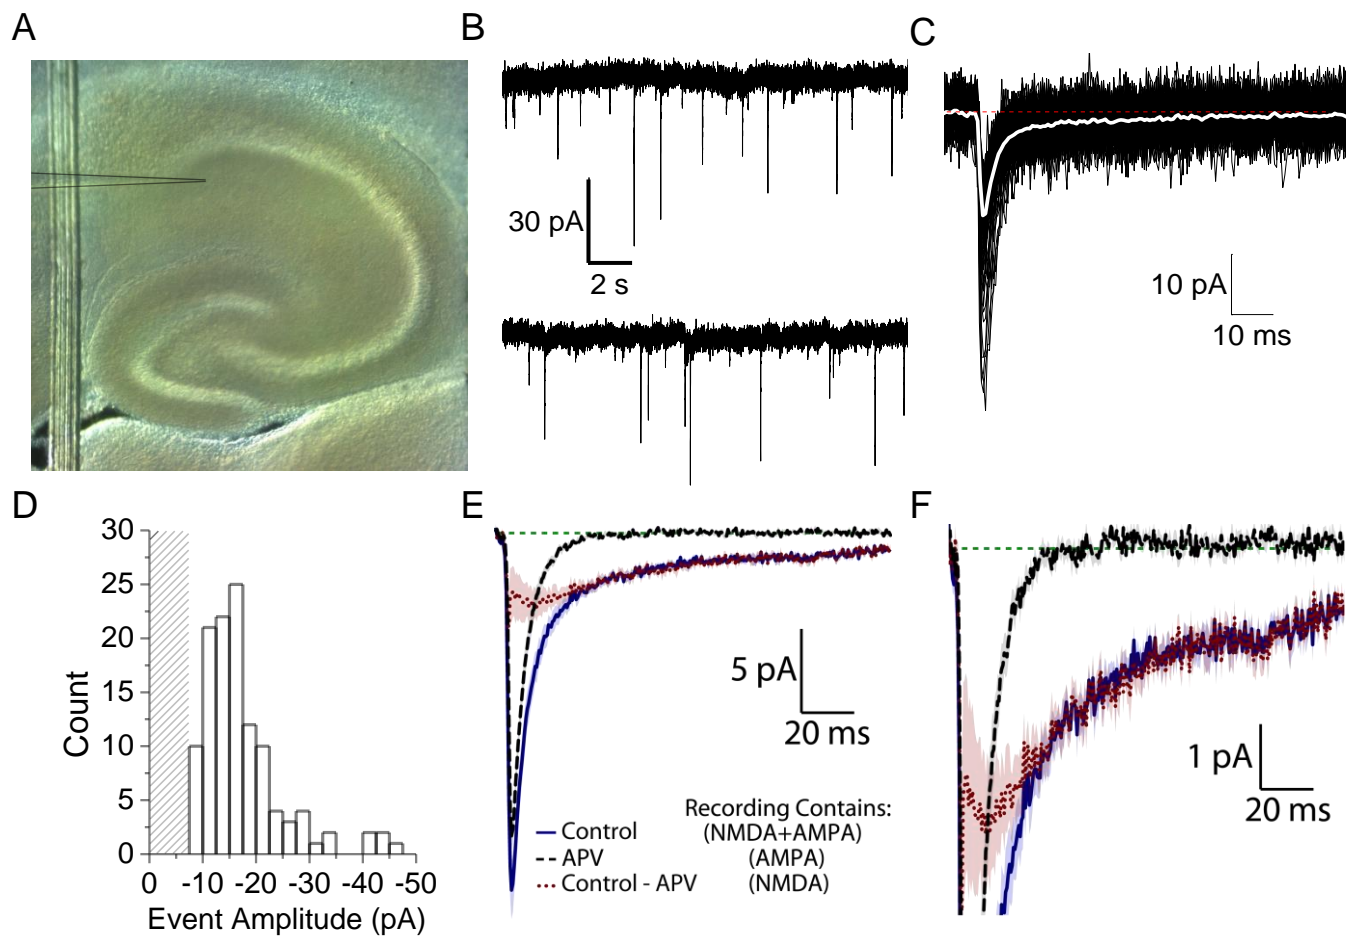 A
B
C
30 pA
2 s
10 pA
10 ms
D
E
F
30
25
20
15
10
5
0
Count
0 -10 -20 -30 -40 -50
Event Amplitude (pA)
5 pA
20 ms
Recording Contains:
Control (NMDA+AMPA)
APV (AMPA)
Control - APV (NMDA)
1 pA
20 ms